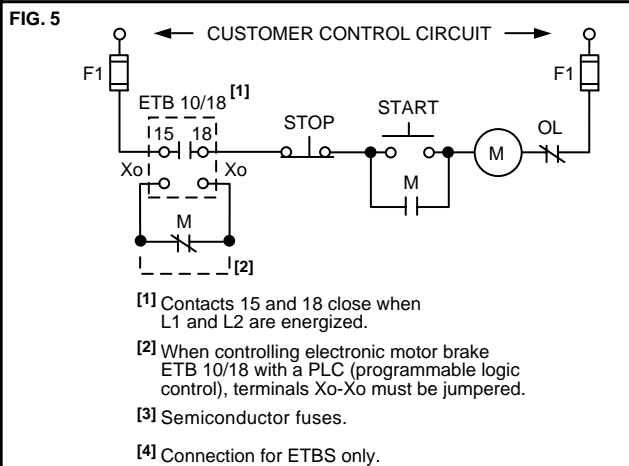 FIG. 5
CUSTOMER CONTROL CIRCUIT
F1
F1
ETB 10/18 [1]
15 18
STOP
START
OL
Xo
Xo
M
M
M
[2]
[1] Contacts 15 and 18 close when
L1 and L2 are energized.
[2] When controlling electronic motor brake
ETB 10/18 with a PLC (programmable logic
control), terminals Xo-Xo must be jumpered.
[3] Semiconductor fuses.
[4] Connection for ETBS only.